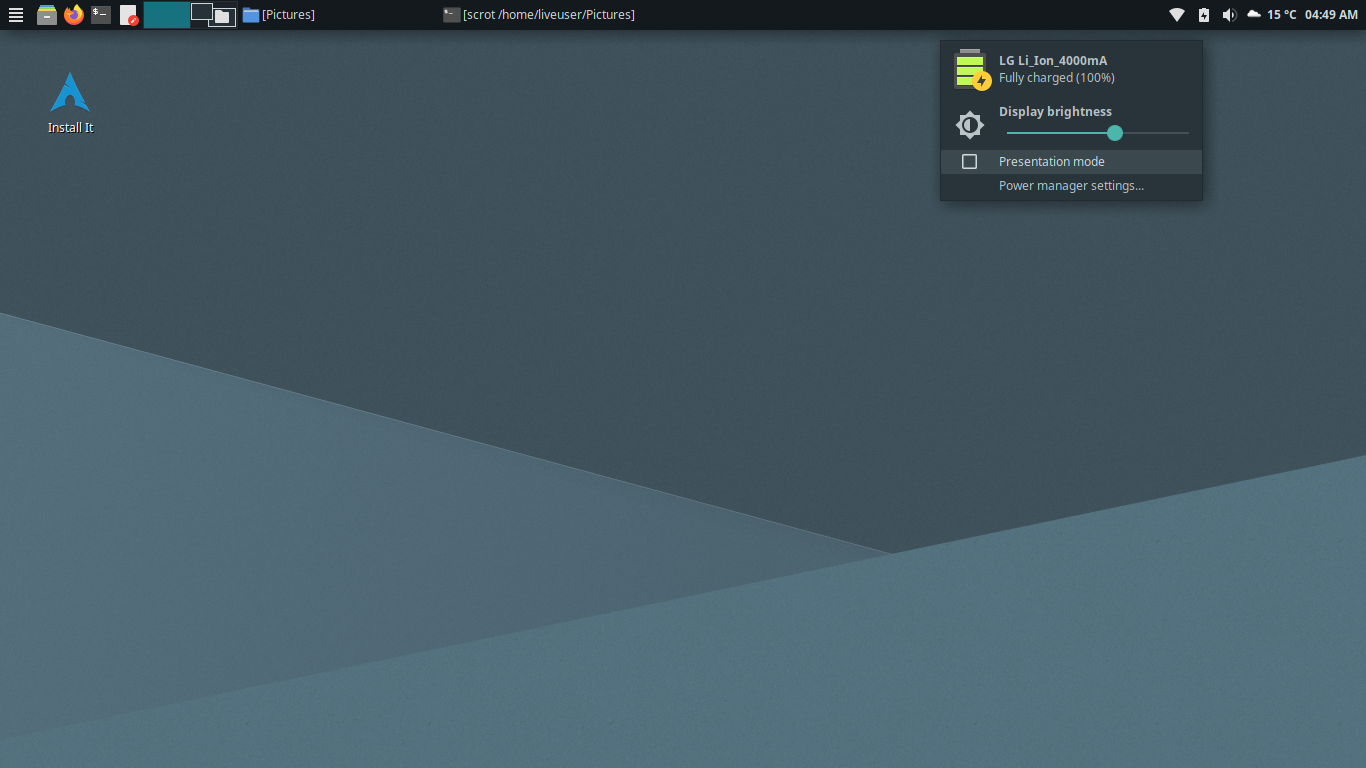 [Pictures]
[scrot /home/liveuser/Pictures]
15 °C
04:49 AM
LG Li_Ion_4000mA
Fully charged (100%)
Display brightness
Presentation mode
Power manager settings...
Install It